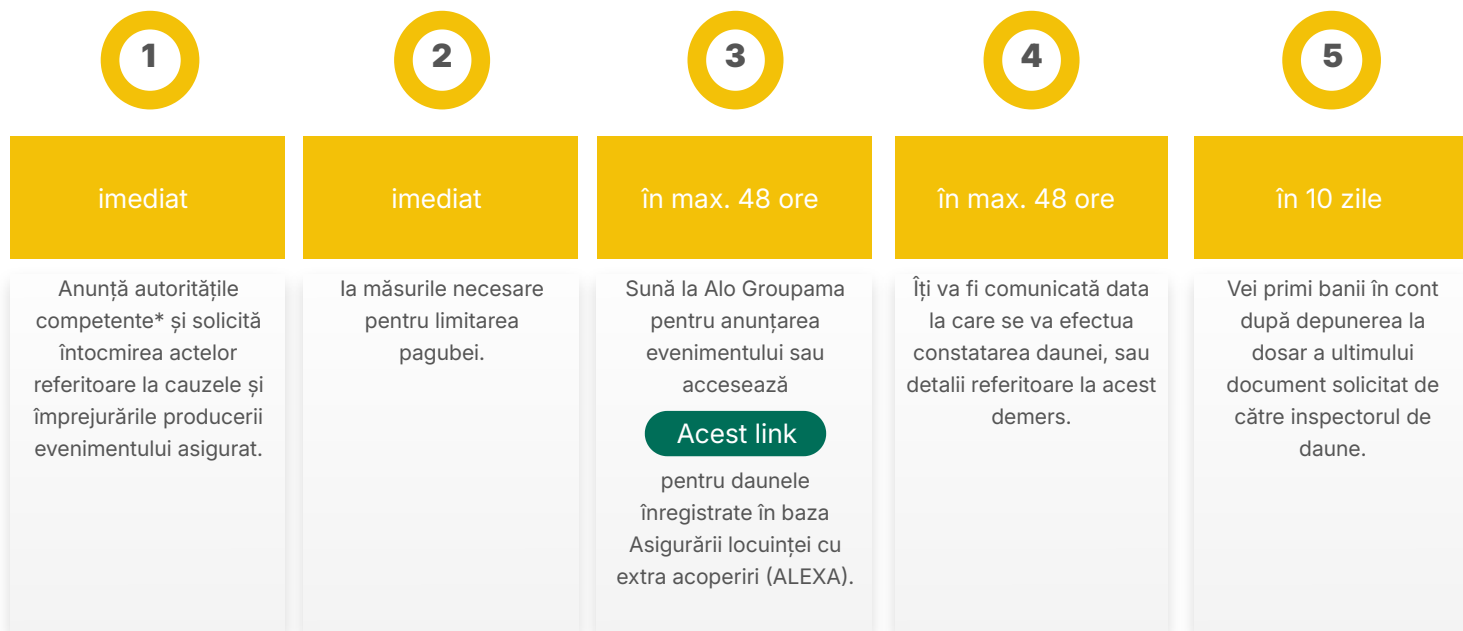 1
imediat
Anunță autoritățile
competente* și solicită
întocmirea actelor
referitoare la cauzele și
împrejurările producerii
evenimentului asigurat.
2
imediat
Ia măsurile necesare
pentru limitarea
pagubei.
3
în max. 48 ore
Sună la Alo Groupama
pentru anunțarea
evenimentului sau
accesează
Acest link
pentru daunele
înregistrate în baza
Asigurării locuinței cu
extra acoperiri (ALEXA).
4
în max. 48 ore
Îți va fi comunicată data
la care se va efectua
constatarea daunei, sau
detalii referitoare la acest
demers.
5
în 10 zile
Vei primi banii în cont
după depunerea la
dosar a ultimului
document solicitat de
către inspectorul de
daune.